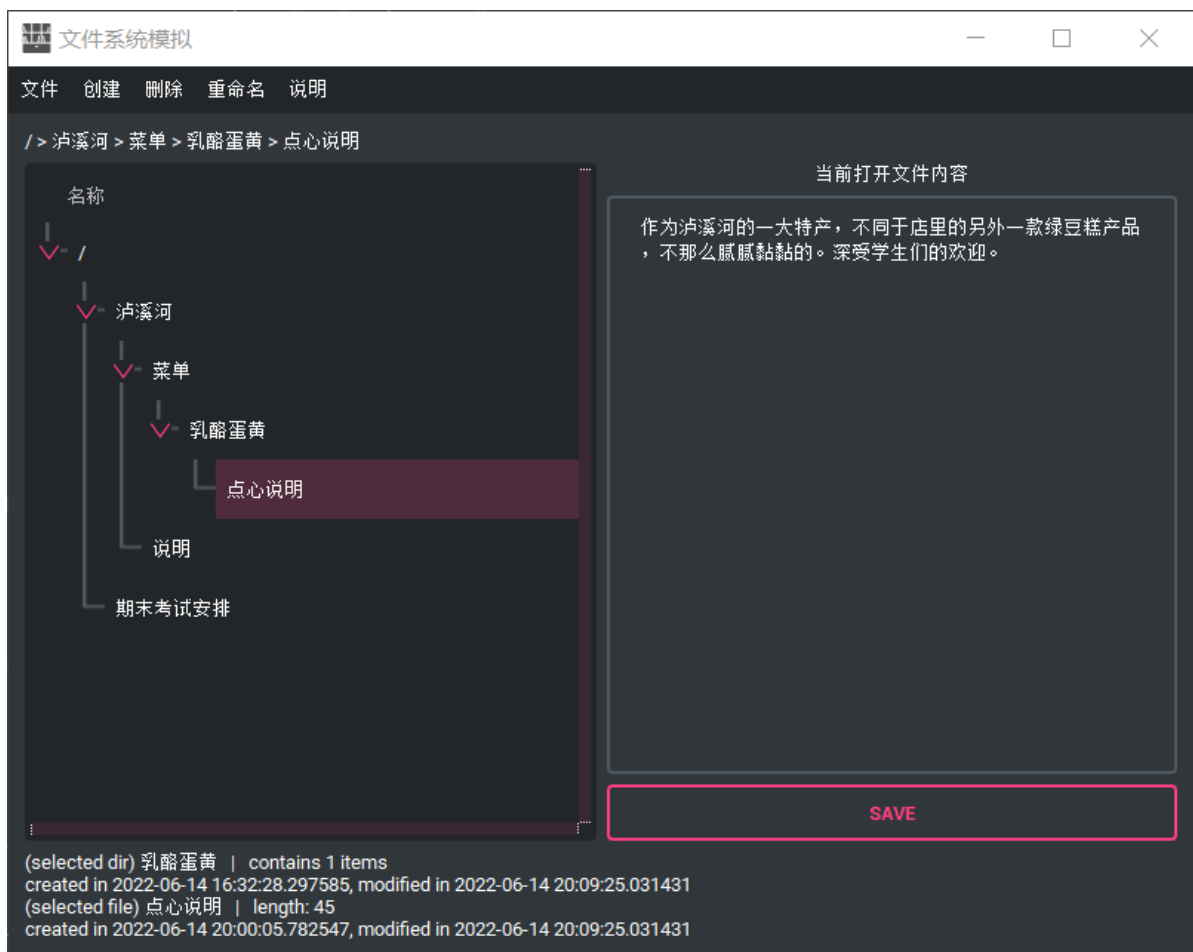 文件系统模拟
文件 创建 删除 重命名 说明
/ > 泸溪河 > 菜单 > 乳酪蛋黄 > 点心说明
名称
/
泸溪河
菜单
乳酪蛋黄
点心说明
说明
期末考试安排
当前打开文件内容
作为泸溪河的一大特产，不同于店里的另外一款绿豆糕产品
，不那么腻腻黏黏的。深受学生们的欢迎。
SAVE
(selected dir) 乳酪蛋黄 | contains 1 items
created in 2022-06-14 16:32:28.297585, modified in 2022-06-14 20:09:25.031431
(selected file) 点心说明 | length: 45
created in 2022-06-14 20:00:05.782547, modified in 2022-06-14 20:09:25.031431